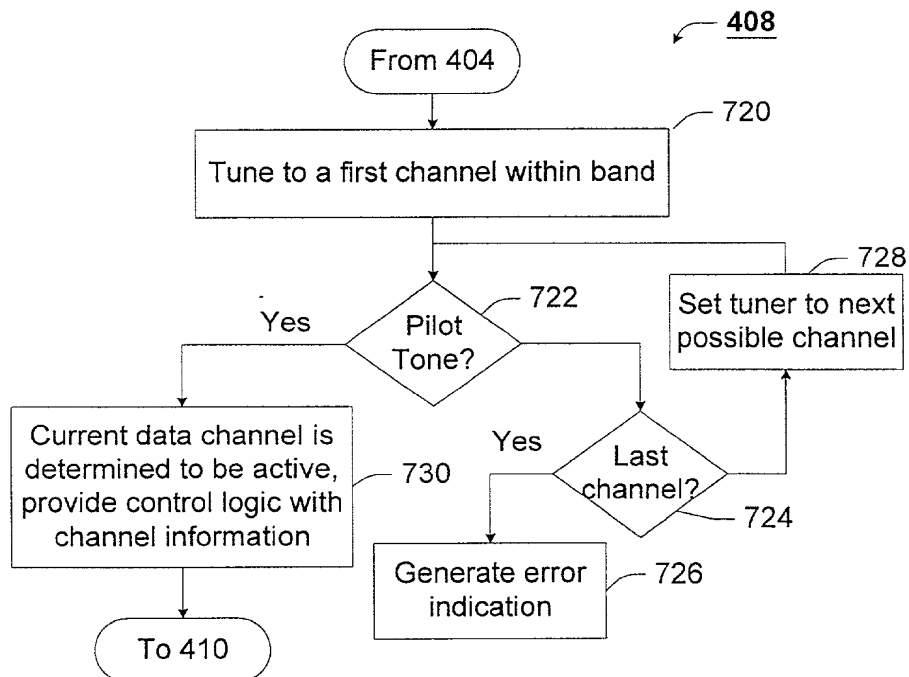 408
From 404
720
Tune to a first channel within band
728
Set tuner to next
possible channel
722
Pilot
Tone?
Yes
Current data channel is
determined to be active,
provide control logic with
channel information
730
Yes
Last
channel?
724
Generate error
indication
726
To 410